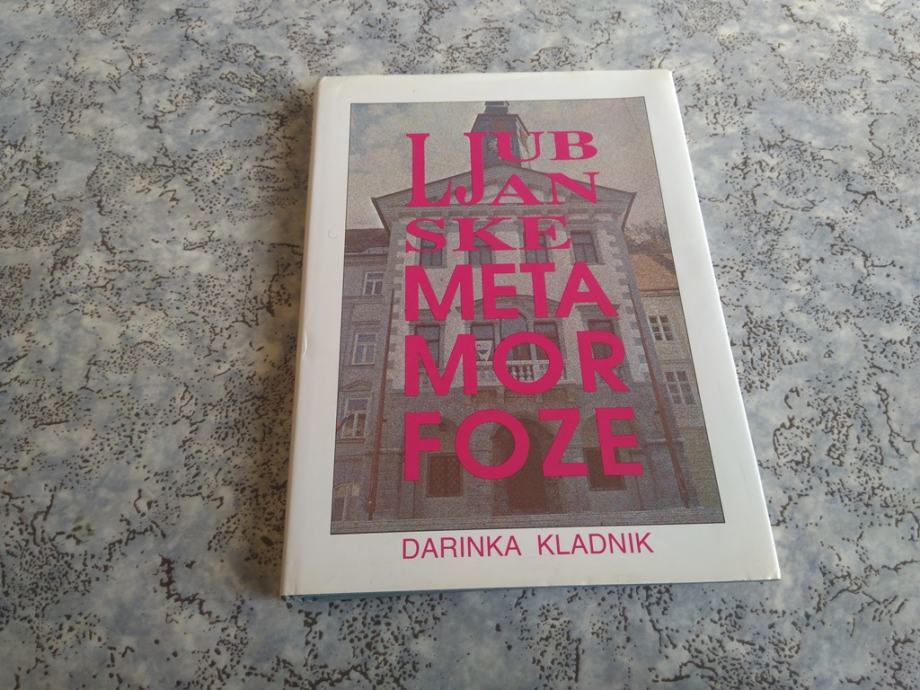 LJUB
JAN
SKE
META
MOR
FOZE
DARINKA KLADNIK